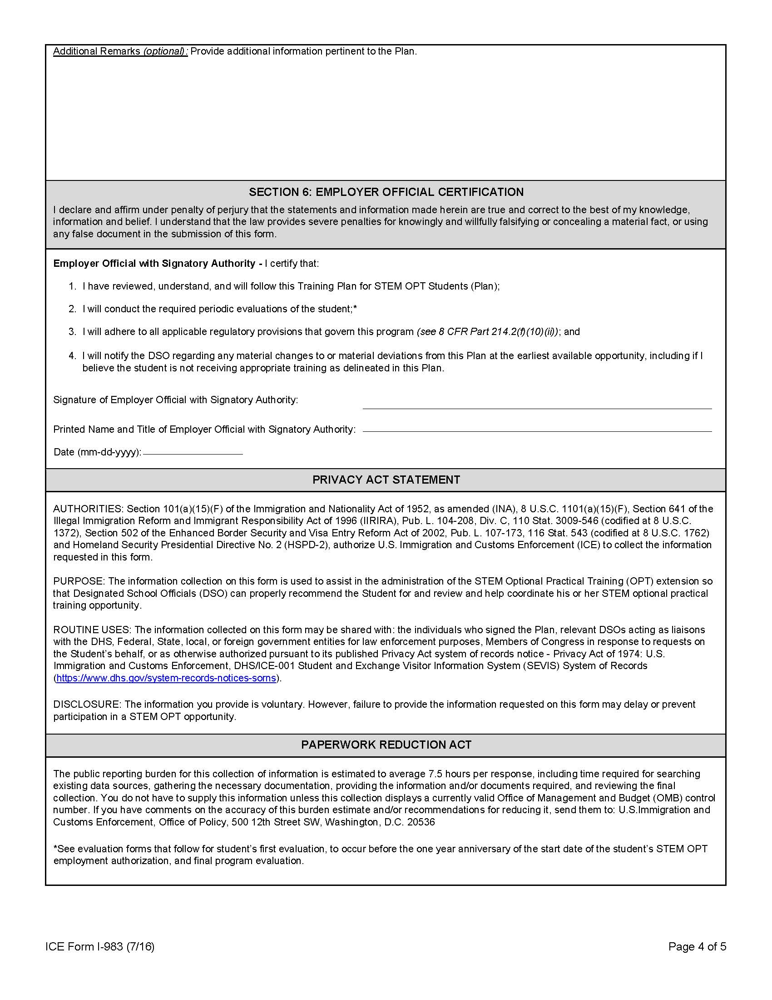 Additional Remarks (optional): Provide additional information pertinent to the Plan.
SECTION 6: EMPLOYER OFFICIAL CERTIFICATION
I declare and affirm under penalty of perjury that the statements and information made herein are true and correct to the best of my knowledge,
information and belief. I understand that the law provides severe penalties for knowingly and willfully falsifying or concealing a material fact, or using
any false document in the submission of this form.
Employer Official with Signatory Authority - I certify that:
1. I have reviewed, understand, and will follow this Training Plan for STEM OPT Students (Plan);
2. I will conduct the required periodic evaluations of the student;*
3. I will adhere to all applicable regulatory provisions that govern this program (see 8 CFR Part 214.2(f)(10)(ii)); and
4. I will notify the DSO regarding any material changes to or material deviations from this Plan at the earliest available opportunity, including if I
believe the student is not receiving appropriate training as delineated in this Plan.
Signature of Employer Official with Signatory Authority:
Printed Name and Title of Employer Official with Signatory Authority:
Date (mm-dd-yyyy):
PRIVACY ACT STATEMENT
AUTHORITIES: Section 101(a)(15)(F) of the Immigration and Nationality Act of 1952, as amended (INA), 8 U.S.C. 1101(a)(15)(F), Section 641 of the
Illegal Immigration Reform and Immigrant Responsibility Act of 1996 (IIRIRA), Pub. L. 104-208, Div. C, 110 Stat. 3009-546 (codified at 8 U.S.C.
1372), Section 502 of the Enhanced Border Security and Visa Entry Reform Act of 2002, Pub. L. 107-173, 116 Stat. 543 (codified at 8 U.S.C. 1762)
and Homeland Security Presidential Directive No. 2 (HSPD-2), authorize U.S. Immigration and Customs Enforcement (ICE) to collect the information
requested in this form.
PURPOSE: The information collection on this form is used to assist in the administration of the STEM Optional Practical Training (OPT) extension so
that Designated School Officials (DSO) can properly recommend the Student for and review and help coordinate his or her STEM optional practical
training opportunity.
ROUTINE USES: The information collected on this form may be shared with: the individuals who signed the Plan, relevant DSOs acting as liaisons
with the DHS, Federal, State, local, or foreign government entities for law enforcement purposes, Members of Congress in response to requests on
the Student’s behalf, or as otherwise authorized pursuant to its published Privacy Act system of records notice - Privacy Act of 1974: U.S.
Immigration and Customs Enforcement, DHS/ICE-001 Student and Exchange Visitor Information System (SEVIS) System of Records
(https://www.dhs.gov/system-records-notices-sorns).
DISCLOSURE: The information you provide is voluntary. However, failure to provide the information requested on this form may delay or prevent
participation in a STEM OPT opportunity.
PAPERWORK REDUCTION ACT
The public reporting burden for this collection of information is estimated to average 7.5 hours per response, including time required for searching
existing data sources, gathering the necessary documentation, providing the information and/or documents required, and reviewing the final
collection. You do not have to supply this information unless this collection displays a currently valid Office of Management and Budget (OMB) control
number. If you have comments on the accuracy of this burden estimate and/or recommendations for reducing it, send them to: U.S.Immigration and
Customs Enforcement, Office of Policy, 500 12th Street SW, Washington, D.C. 20536
*See evaluation forms that follow for student’s first evaluation, to occur before the one year anniversary of the start date of the student’s STEM OPT
employment authorization, and final program evaluation.
ICE Form I-983 (7/16)
Page 4 of 5